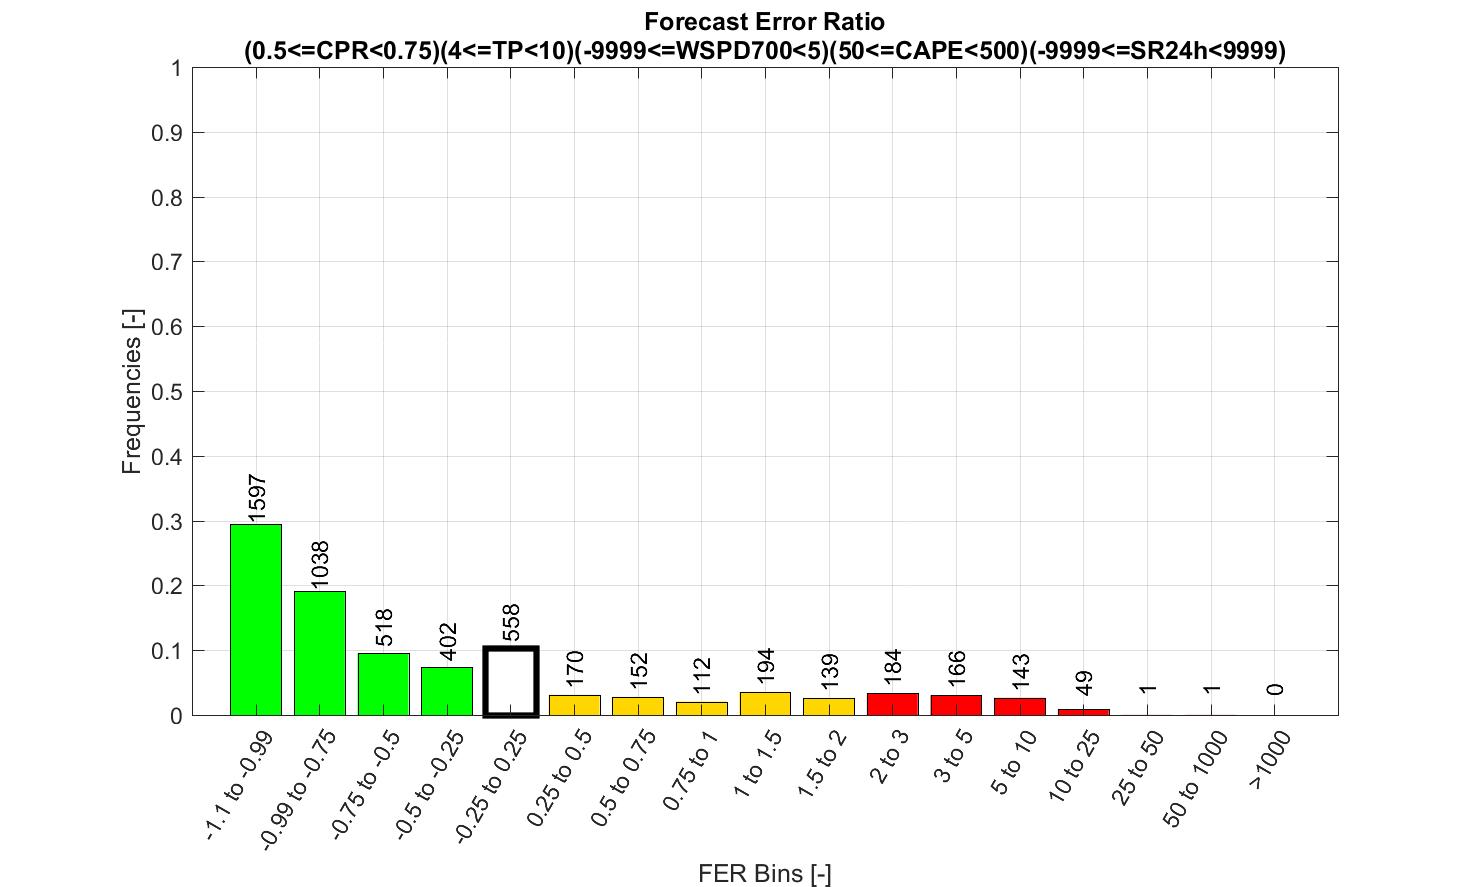 Forecast Error Ratio
(0.5<=CPR<0.75)(4<=TP<10)(-9999<=WSPD700<5)(50<=CAPE<500)(-9999<=SR24h<9999)
1
0.9
0.8
0.7
0.6
0.5
0.4
0.3
0.2
0.1
0
Frequencies [-]
1597
1038
518
402
558
170
152
112
194
139
184
166
143
49
1
1
0
-1.1 to -0.99
-0.99 to -0.75
-0.75 to -0.5
-0.5 to -0.25
-0.25 to 0.25
0.25 to 0.5
0.5 to 0.75
0.75 to 1
1 to 1.5
1.5 to 2
2 to 3
3 to 5
5 to 10
10 to 25
25 to 50
50 to 1000
>1000
FER Bins [-]